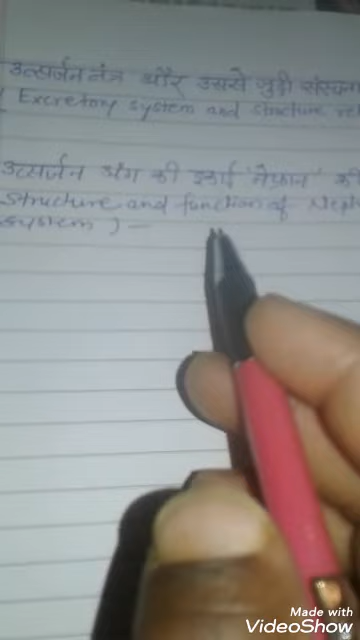 उत्सर्जन तंत्र और उससे जुड़ी
( Excretory system and structure
उत्सर्जन अंग की इकाई 'नेफ्रान' की
structure and function of
system ) —
Made with
VideoShow